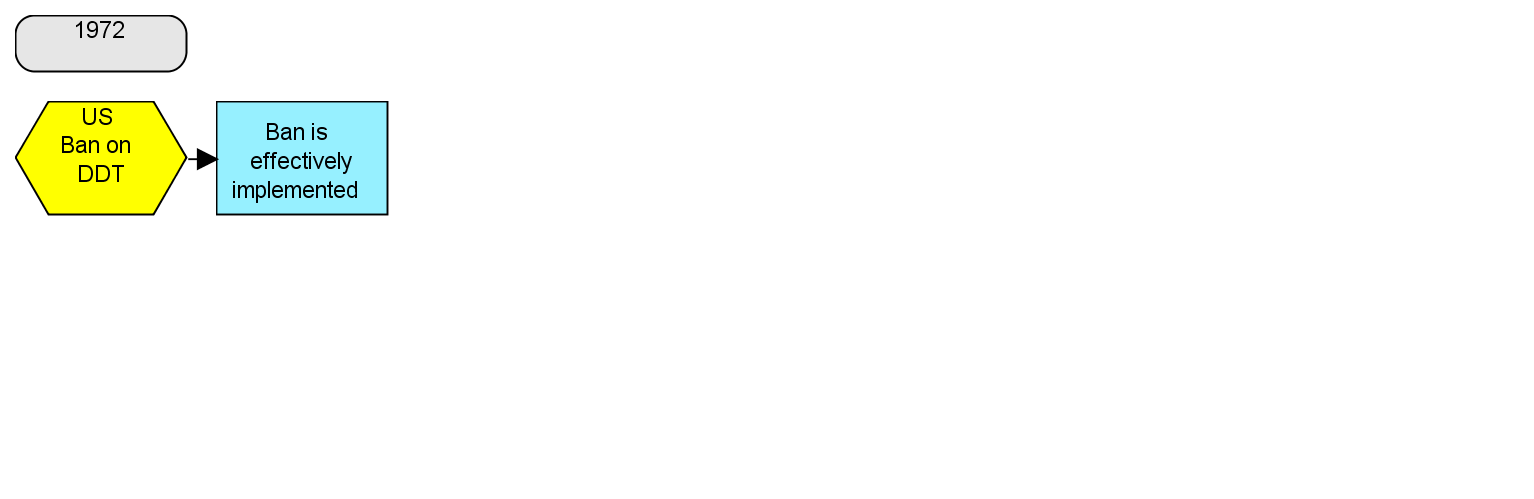 1972
US
Ban on
DDT
Ban is
effectively
implemented